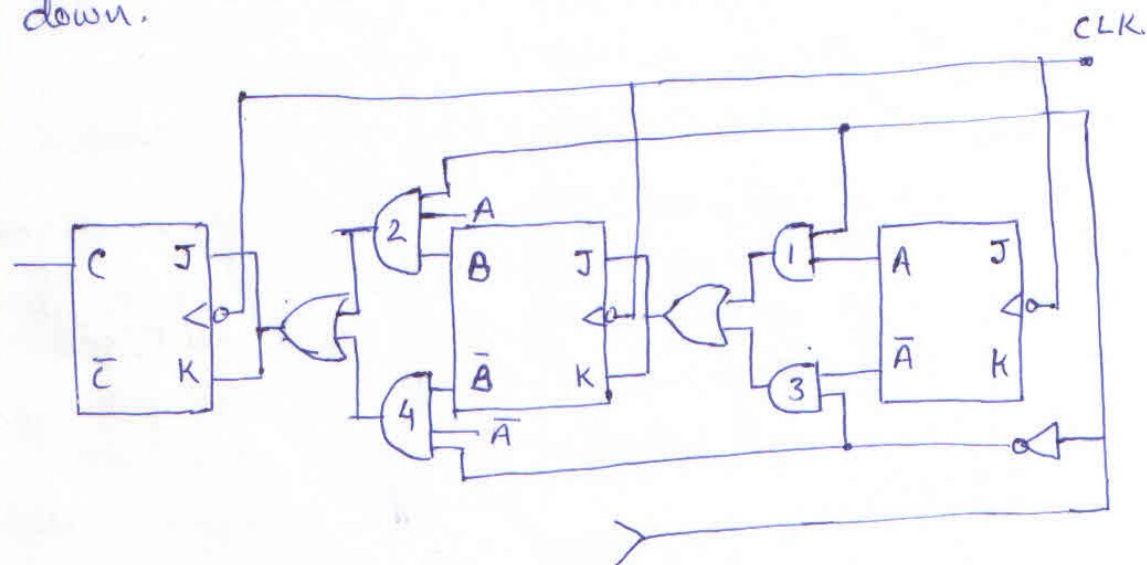 down.
CLK.
2 A
1
C J
B J
A J
C̅ K
B̅ K
A̅ K
4 A̅
3